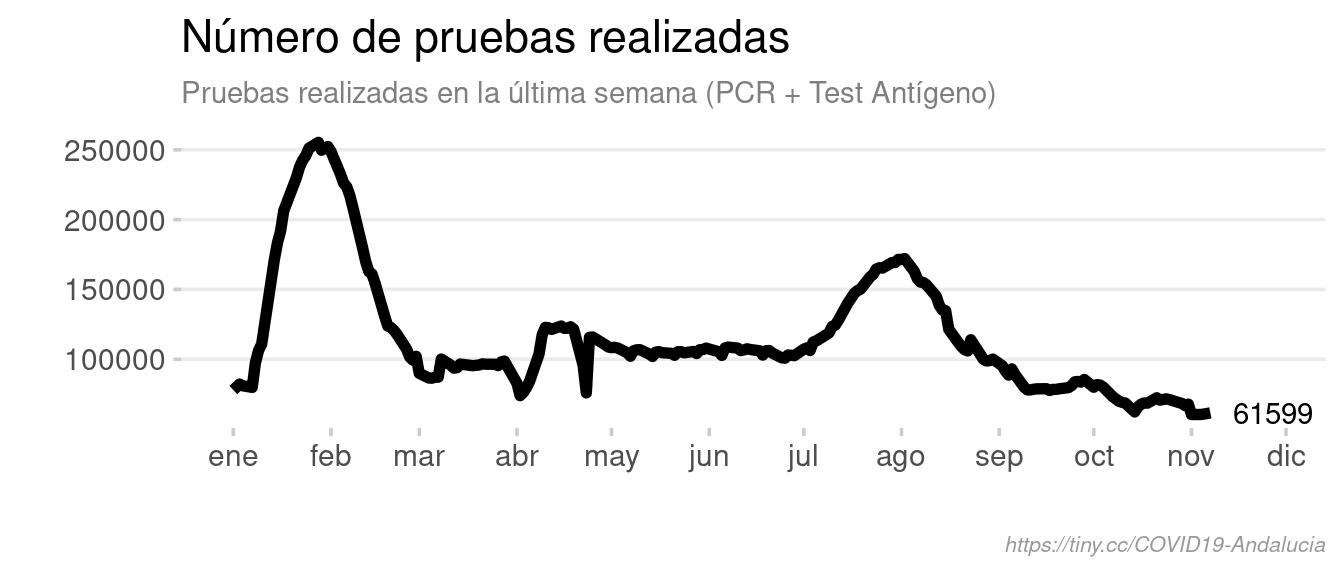 Número de pruebas realizadas
Pruebas realizadas en la última semana (PCR + Test Antígeno)
250000
200000
150000
100000
61599
ene feb mar abr may jun jul ago sep oct nov dic
https://tiny.cc/COVID19-Andalucia